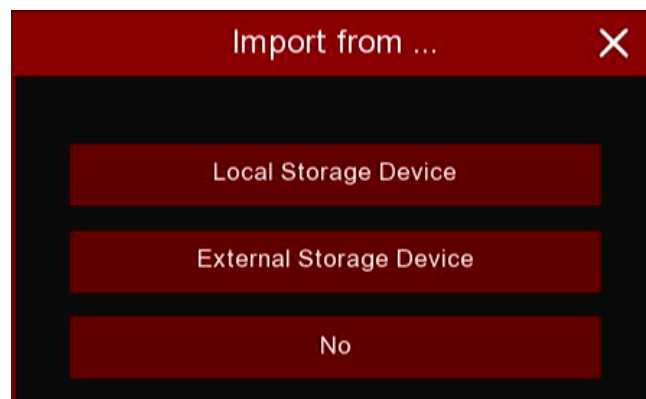 Import from ...
Local Storage Device
External Storage Device
No